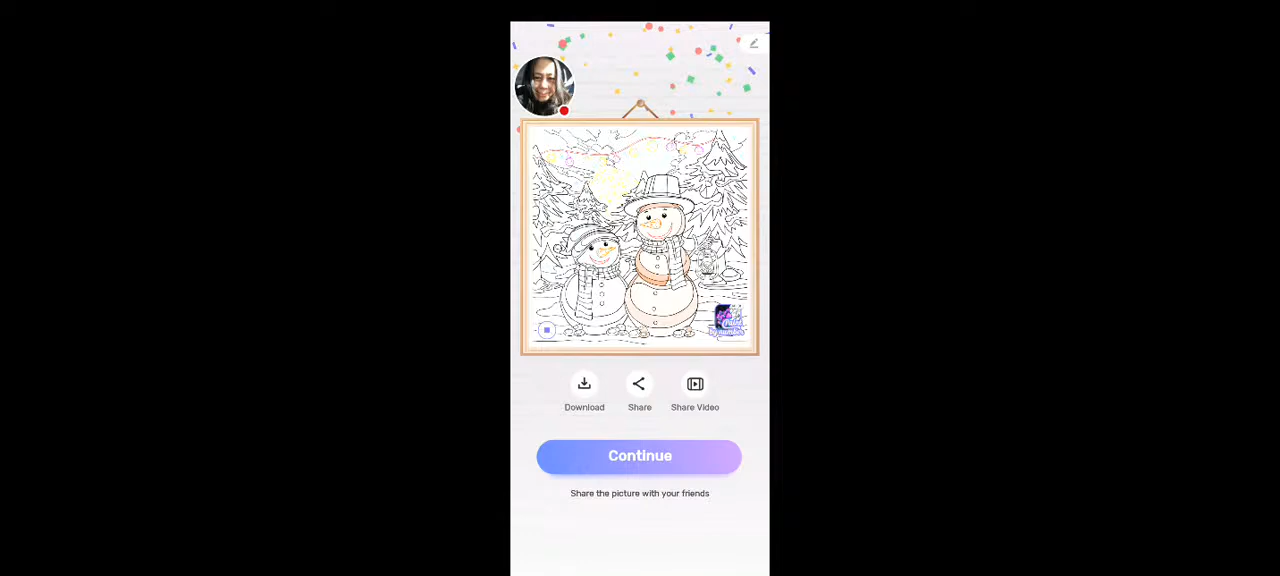 Download
Share
Share Video
Continue
Share the picture with your friends